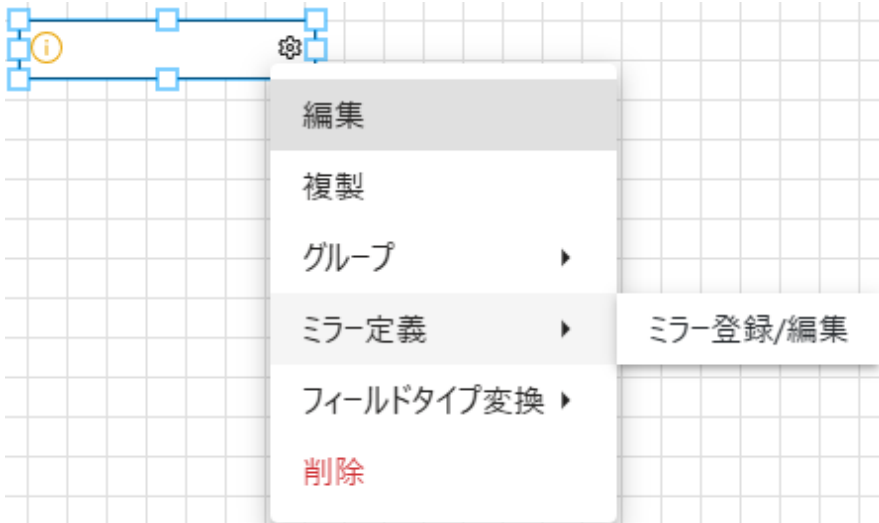 編集
複製
グループ
ミラー定義
ミラー登録/編集
フィールドタイプ変換
削除